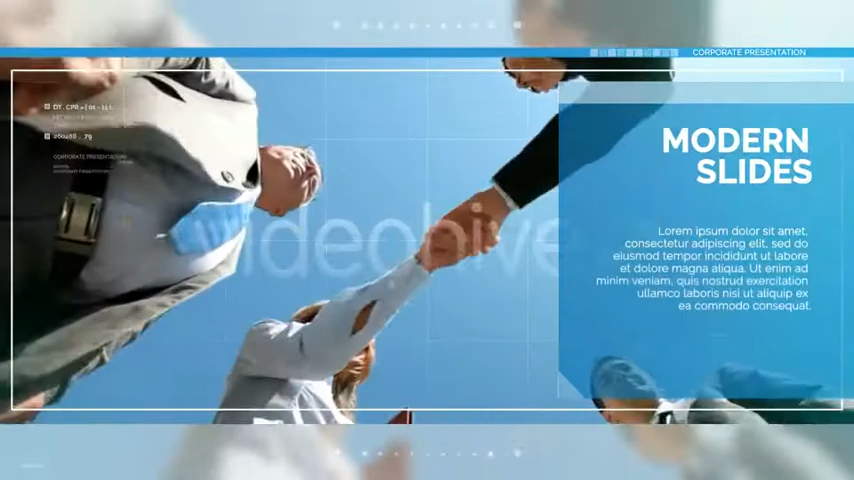 CORPORATE PRESENTATION
MODERN
SLIDES
Lorem ipsum dolor sit amet,
consectetur adipiscing elit, sed do
eiusmod tempor incididunt ut labore
et dolore magna aliqua. Ut enim ad
minim veniam, quis nostrud exercitation
ullamco laboris nisi ut aliquip ex
ea commodo consequat.
videohive
CORPORATE PRESENTATION
CORPORATE PRESENTATION